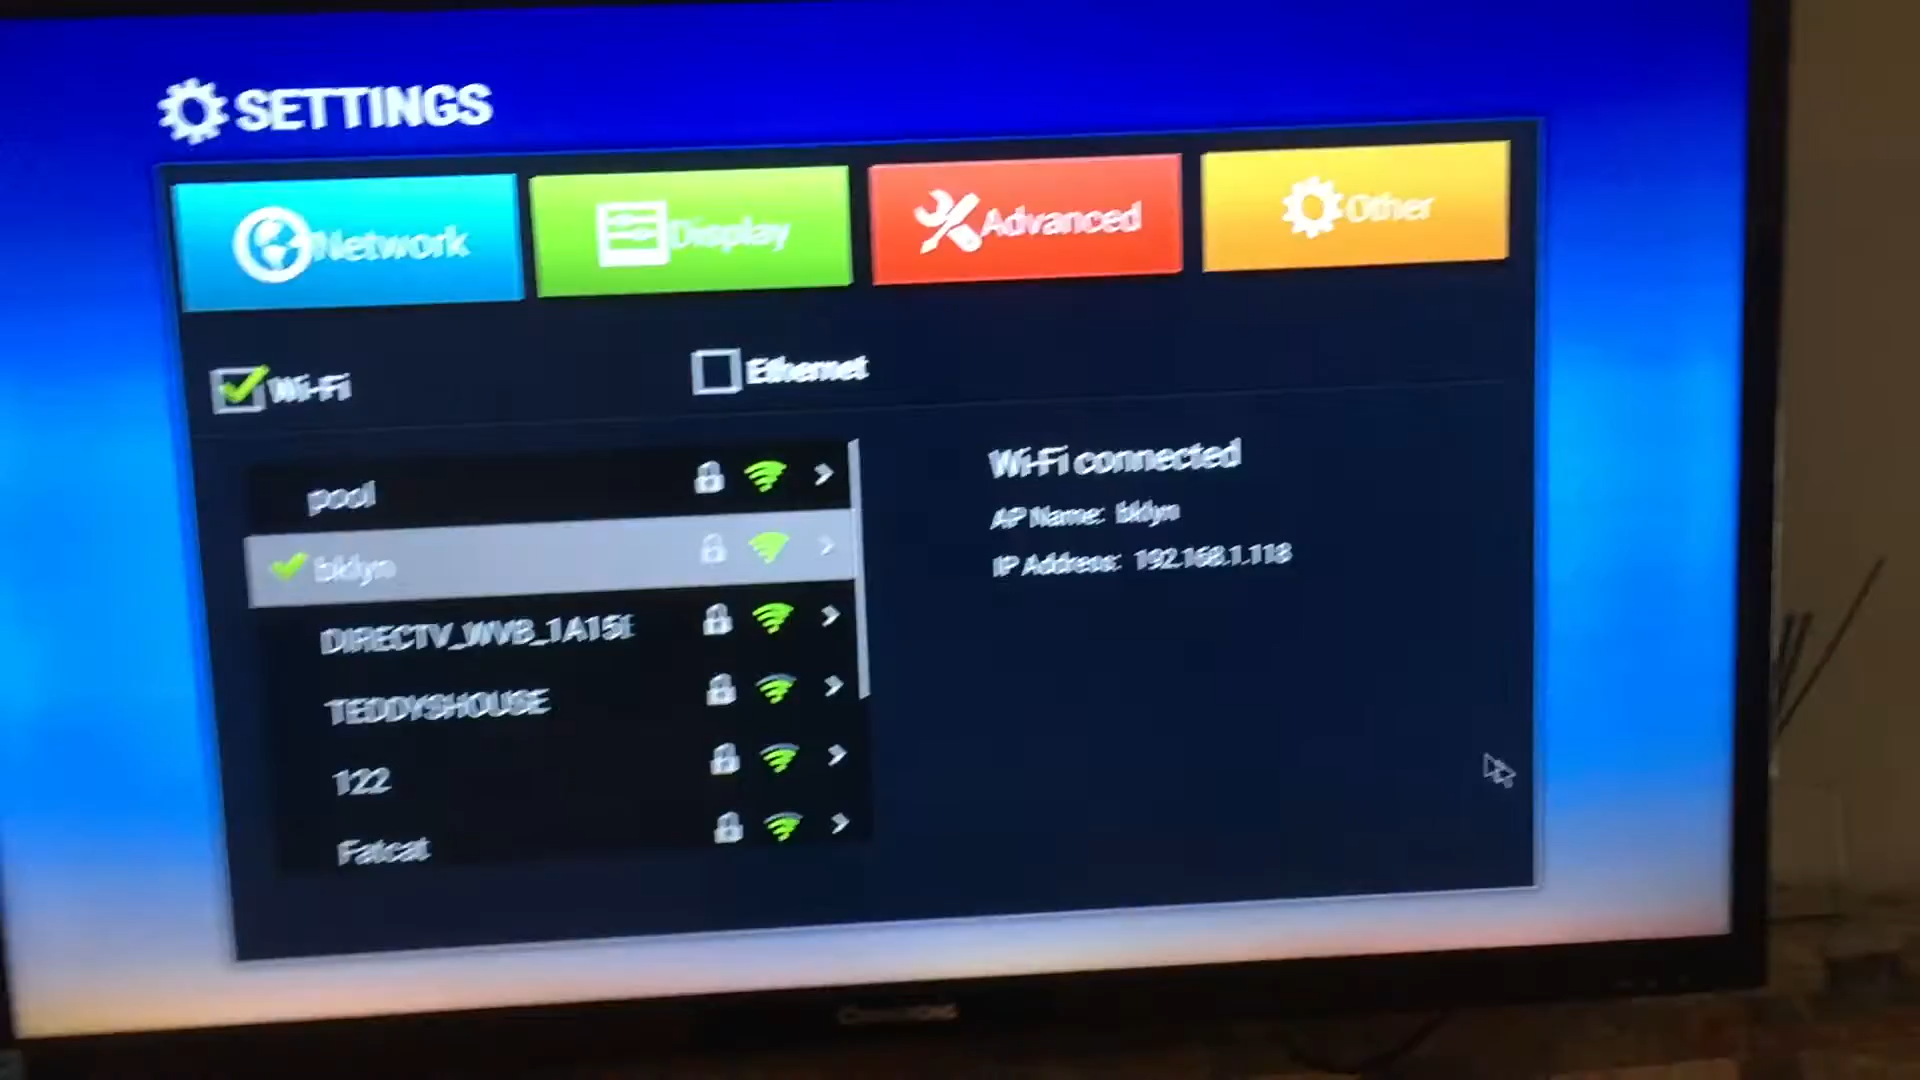 SETTINGS
Network Display Advanced Other
Wi-Fi Ethernet
pool
bklyn
DIRECTV_WVB_1A15E
TEDDYSHOUSE
122
Fatcat
Wi-Fi connected
AP Name: bklyn
IP Address: 192.168.1.118